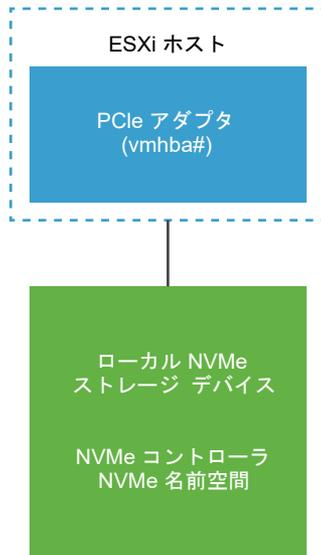 ESXi ホスト
PCIe アダプタ
(vmhba#)
ローカル NVMe
ストレージ デバイス
NVMe コントローラ
NVMe 名前空間